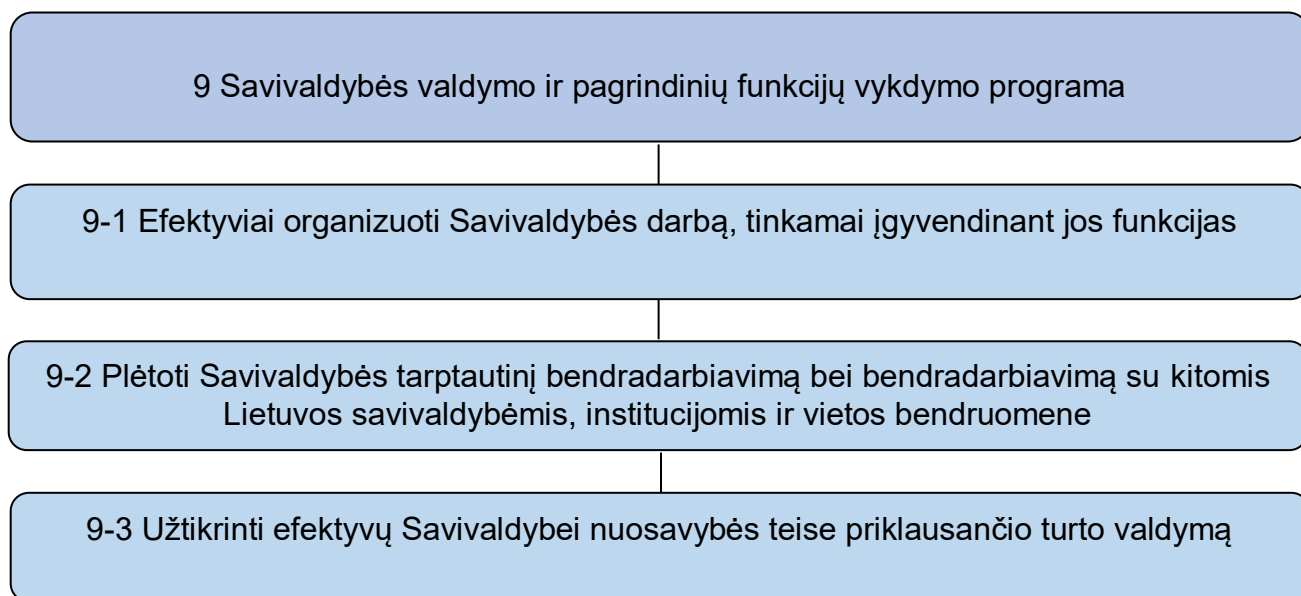 9 Savivaldybės valdymo ir pagrindinių funkcijų vykdymo programa
9-1 Efektyviai organizuoti Savivaldybės darbą, tinkamai įgyvendinant jos funkcijas
9-2 Plėtoti Savivaldybės tarptautinį bendradarbiavimą bei bendradarbiavimą su kitomis
Lietuvos savivaldybėmis, institucijomis ir vietos bendruomene
9-3 Užtikrinti efektyvų Savivaldybei nuosavybės teise priklausančio turto valdymą